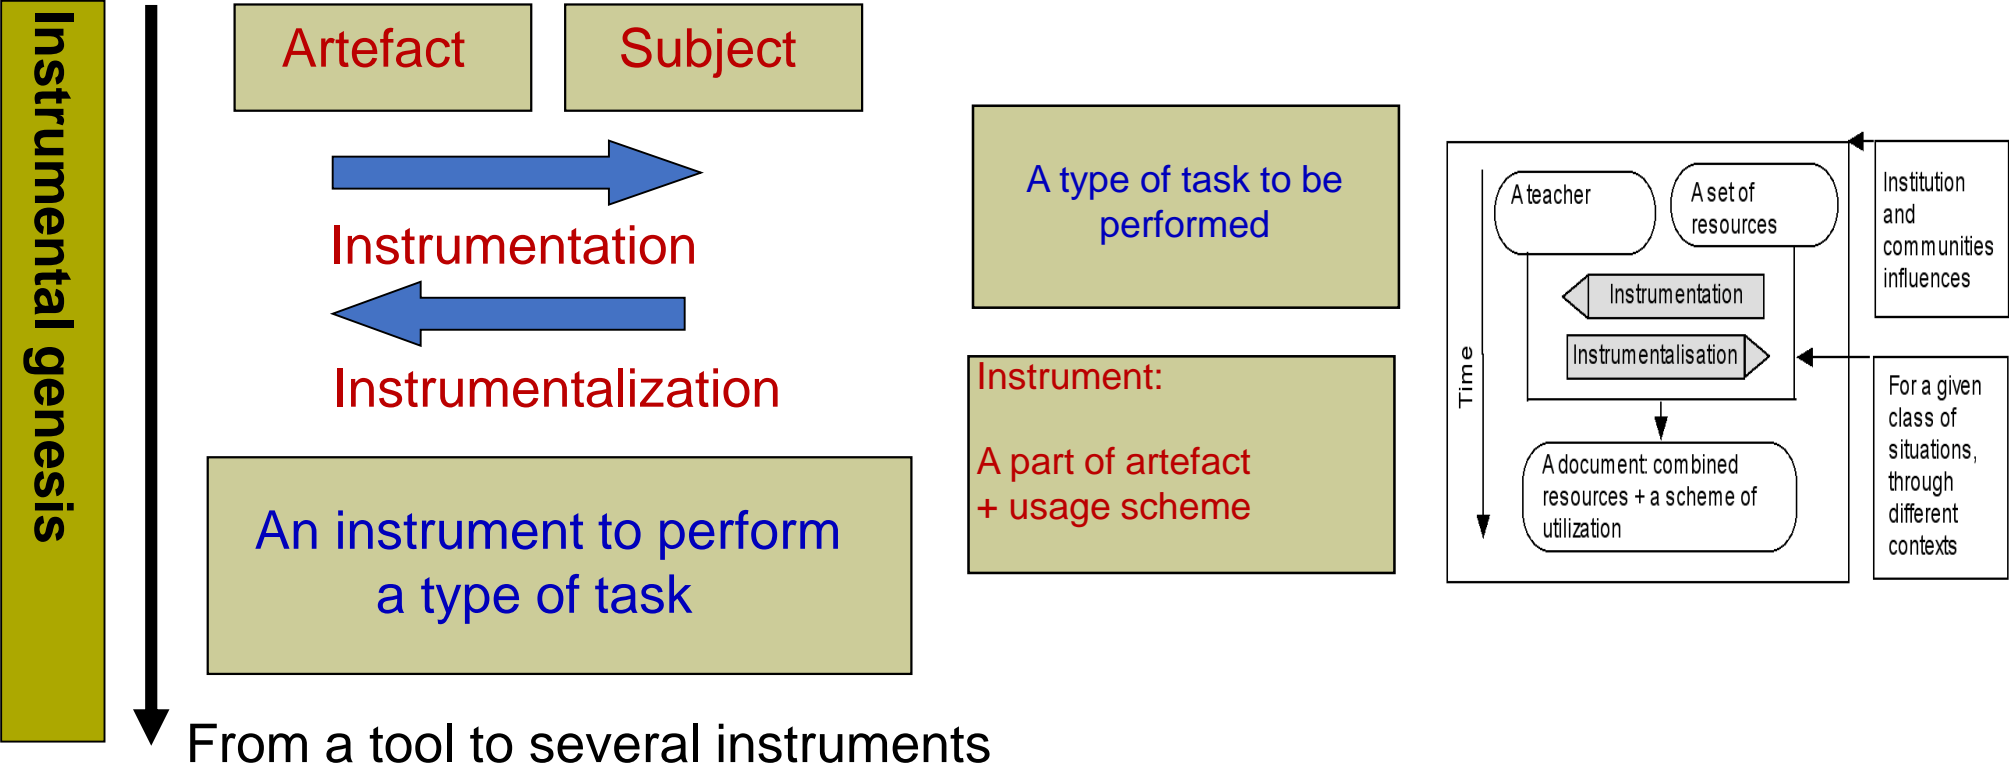 Instrumental genesis
Artefact
Subject
Instrumentation
Instrumentalization
An instrument to perform
a type of task
From a tool to several instruments
A type of task to be
performed
Instrument:
A part of artefact
+ usage scheme
Time
A teacher
A set of
resources
Instrumentation
Instrumentalisation
A document: combined
resources + a scheme of
utilization
Institution
and
communities
influences
For a given
class of
situations,
through
different
contexts